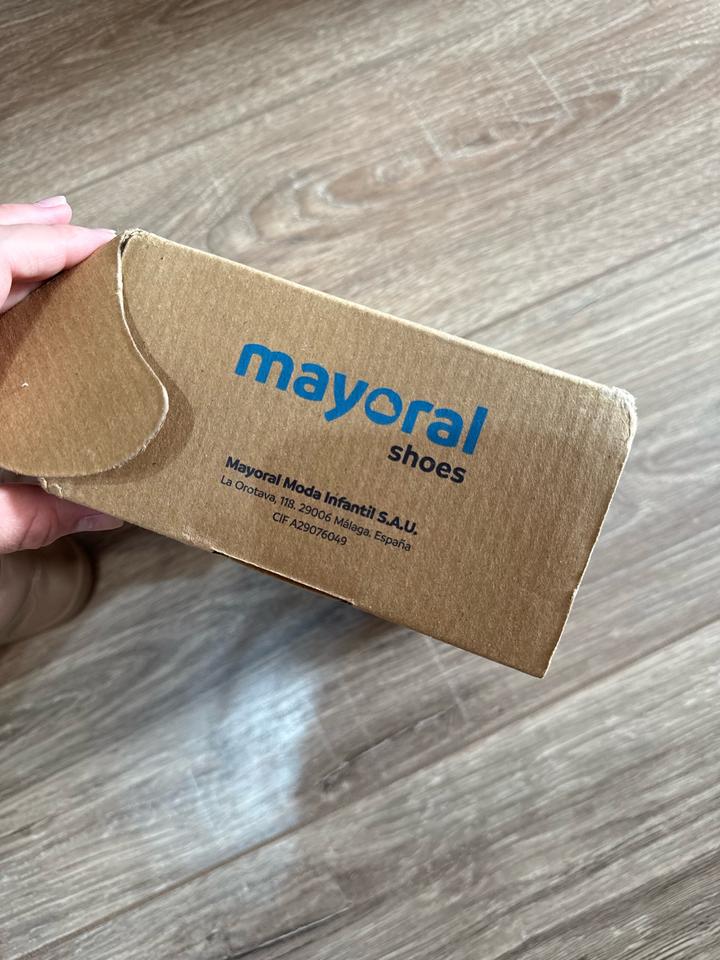 mayoral
shoes
Mayoral Moda Infantil S.A.U.
La Orotava, 118. 29006 Málaga, España
CIF A29076049